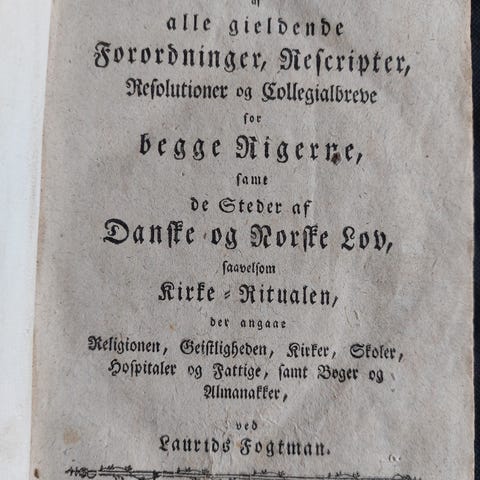 af
alle gieldende
Forordninger, Rescripter,
Resolutioner og Collegialbreve
for
begge Rigerne,
samt
de Steder af
Danske og Norske Lov,
saavelsom
Kirke-Ritualen,
der angaae
Religionen, Geistligheden, Kirker, Skoler,
Hospitaler og Fattige, samt Bøger og
Almanakker,
ved
Laurids Fogtman.